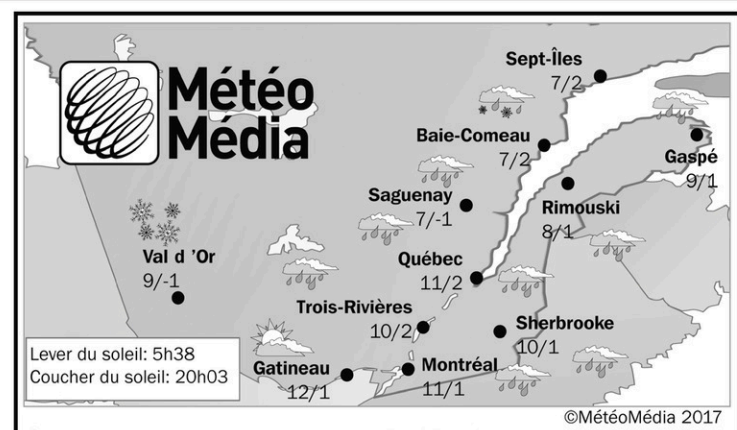 Météo
Média
Sept-Îles
7/2
Baie-Comeau
7/2
Gaspé
9/1
Saguenay
7/-1
Rimouski
8/1
Val d 'Or
9/-1
Québec
11/2
Trois-Rivières
10/2
Sherbrooke
10/1
Lever du soleil: 5h38
Coucher du soleil: 20h03
Gatineau
12/1
Montréal
11/1
©MétéoMédia 2017